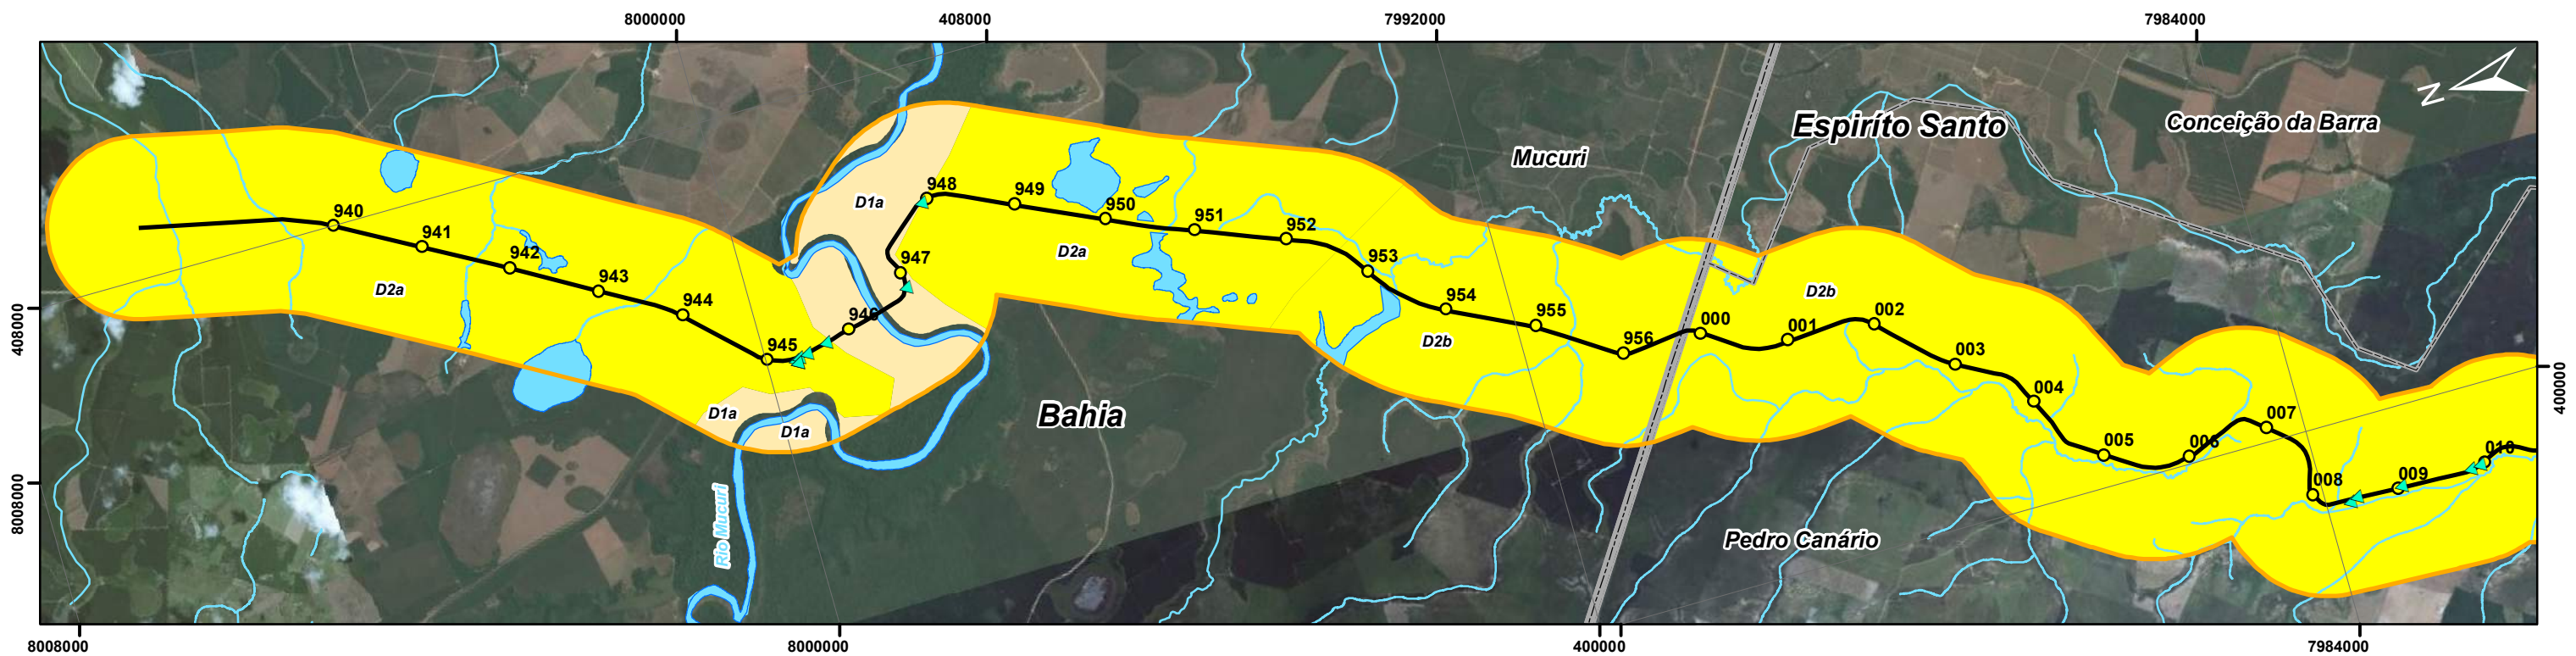 8000000
408000
7992000
7984000
N
Espiríto Santo
Conceição da Barra
Mucuri
948
949
950
951
952
D1a
940
941
942
943
944
945
946
947
D2a
D2a
953
954
955
956
000
001
002
003
004
005
006
007
008
009
010
D2b
D2b
408000
400000
D1a
D1a
Bahia
Rio Mucuri
Pedro Canário
8008000
8008000
8000000
400000
7984000